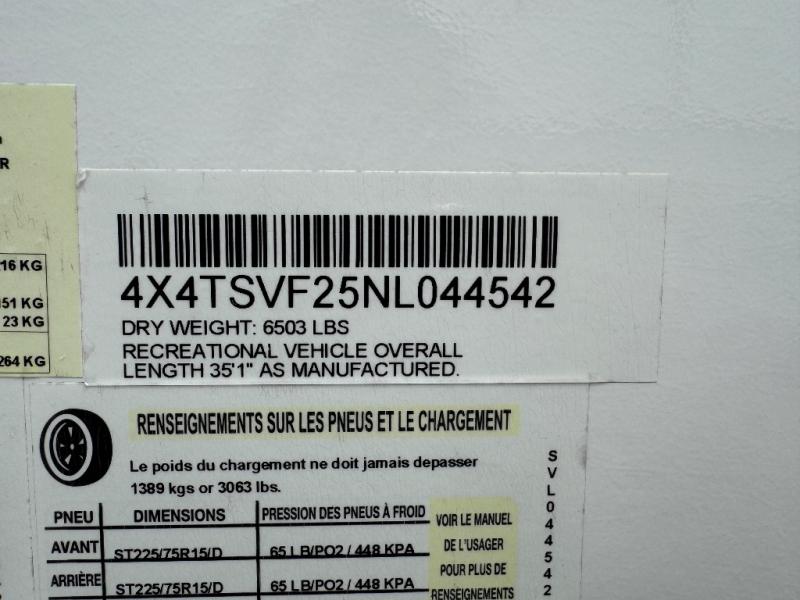 R
16 KG
151 KG
23 KG
264 KG
4X4TSVF25NL044542
DRY WEIGHT: 6503 LBS
RECREATIONAL VEHICLE OVERALL
LENGTH 35'1" AS MANUFACTURED.
RENSEIGNEMENTS SUR LES PNEUS ET LE CHARGEMENT
Le poids du chargement ne doit jamais depasser
1389 kgs or 3063 lbs.
PNEU DIMENSIONS PRESSION DES PNEUS À FROID
AVANT ST225/75R15/D 65 LB/PO2 / 448 KPA
ARRIÈRE ST225/75R15/D 65 LB/PO2 / 448 KPA
VOIR LE MANUEL
DE L'USAGER
POUR PLUS DE
RENSEIGNEMENTS
SVL044542